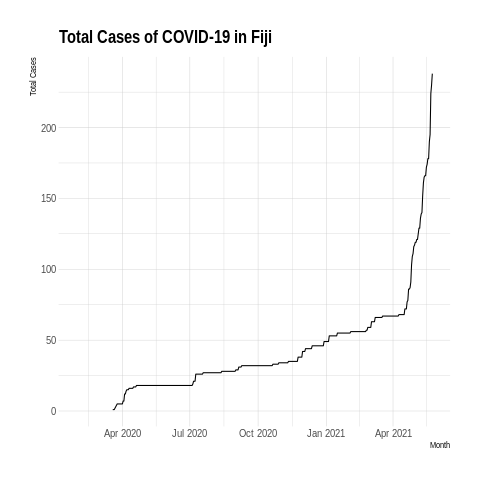 Total Cases of COVID-19 in Fiji
Total Cases
200
150
100
50
0
Apr 2020 Jul 2020 Oct 2020 Jan 2021 Apr 2021
Month